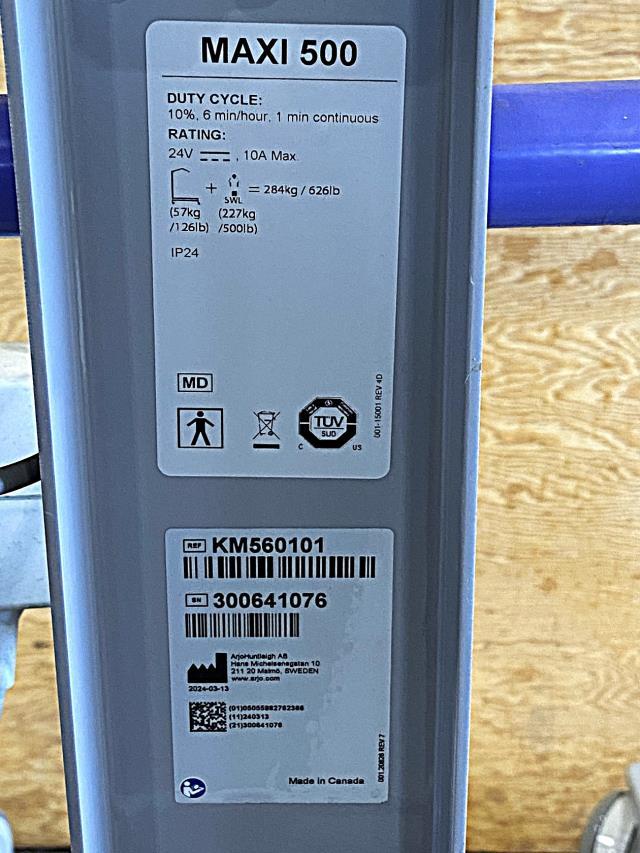 MAXI 500
DUTY CYCLE:
10%, 6 min/hour, 1 min continuous
RATING:
24V , 10A Max.
+ SWL = 284kg / 626lb
(57kg /126lb) (227kg /500lb)
IP24
MD
TÜV
SÜD
C US
001-15001 REV 4D
REF KM560101
SN 300641076
ArjoHuntleigh AB
Hans Michelsensgatan 10
211 20 Malmö, SWEDEN
www.arjo.com
2024-03-13
(01)05055982762386
(11)240313
(21)300641076
Made in Canada